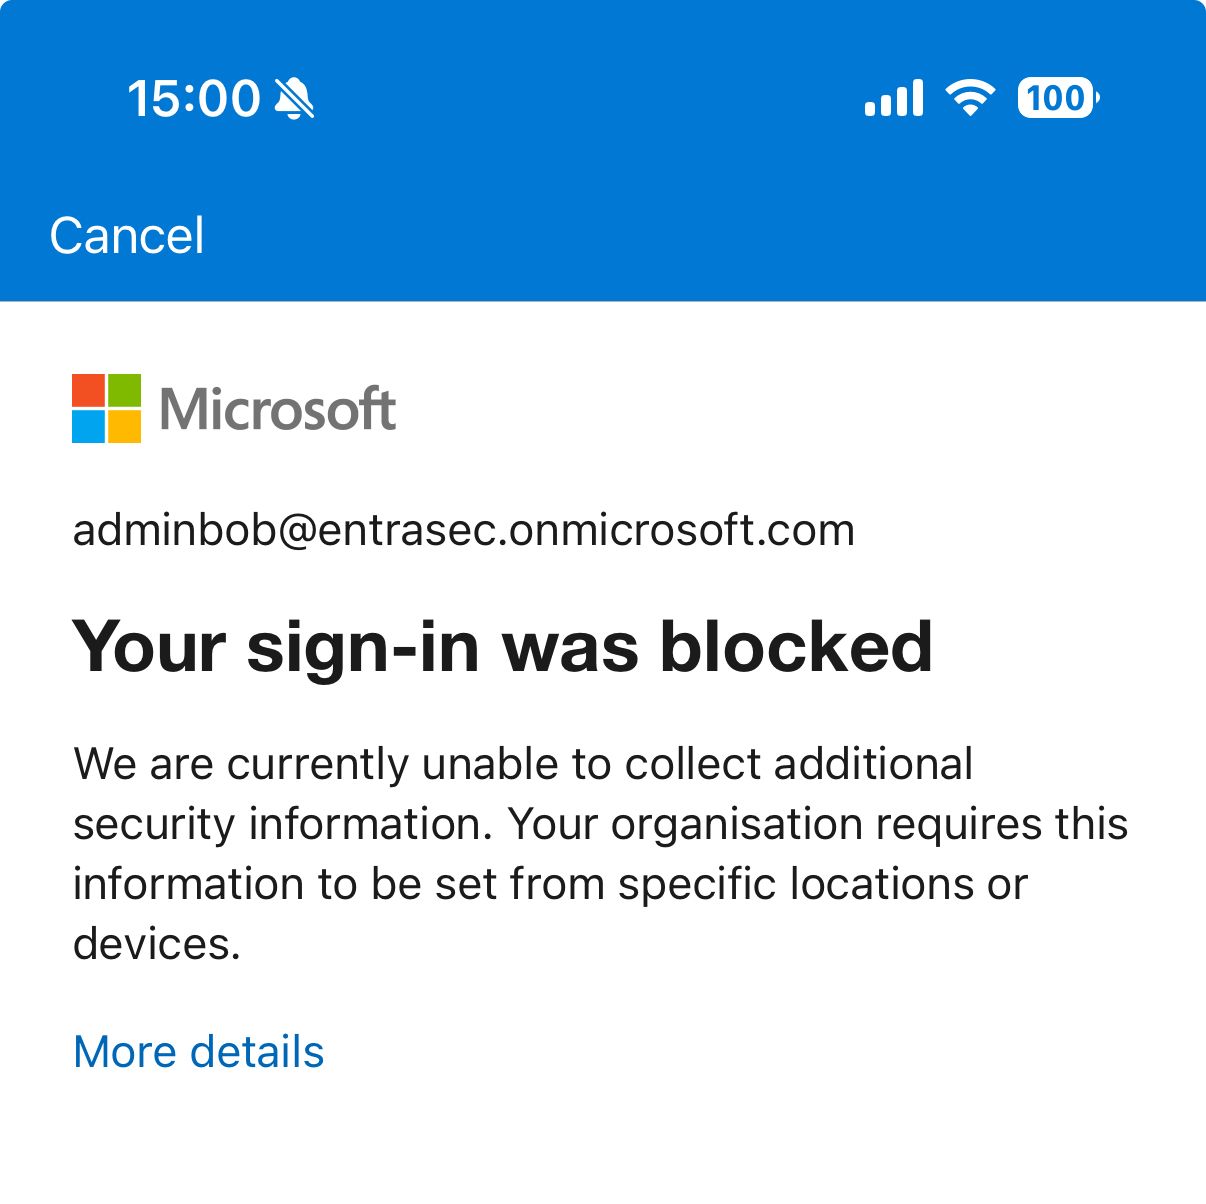 15:00 100
Cancel
Microsoft
adminbob@entrasec.onmicrosoft.com
Your sign-in was blocked
We are currently unable to collect additional
security information. Your organisation requires this
information to be set from specific locations or
devices.
More details